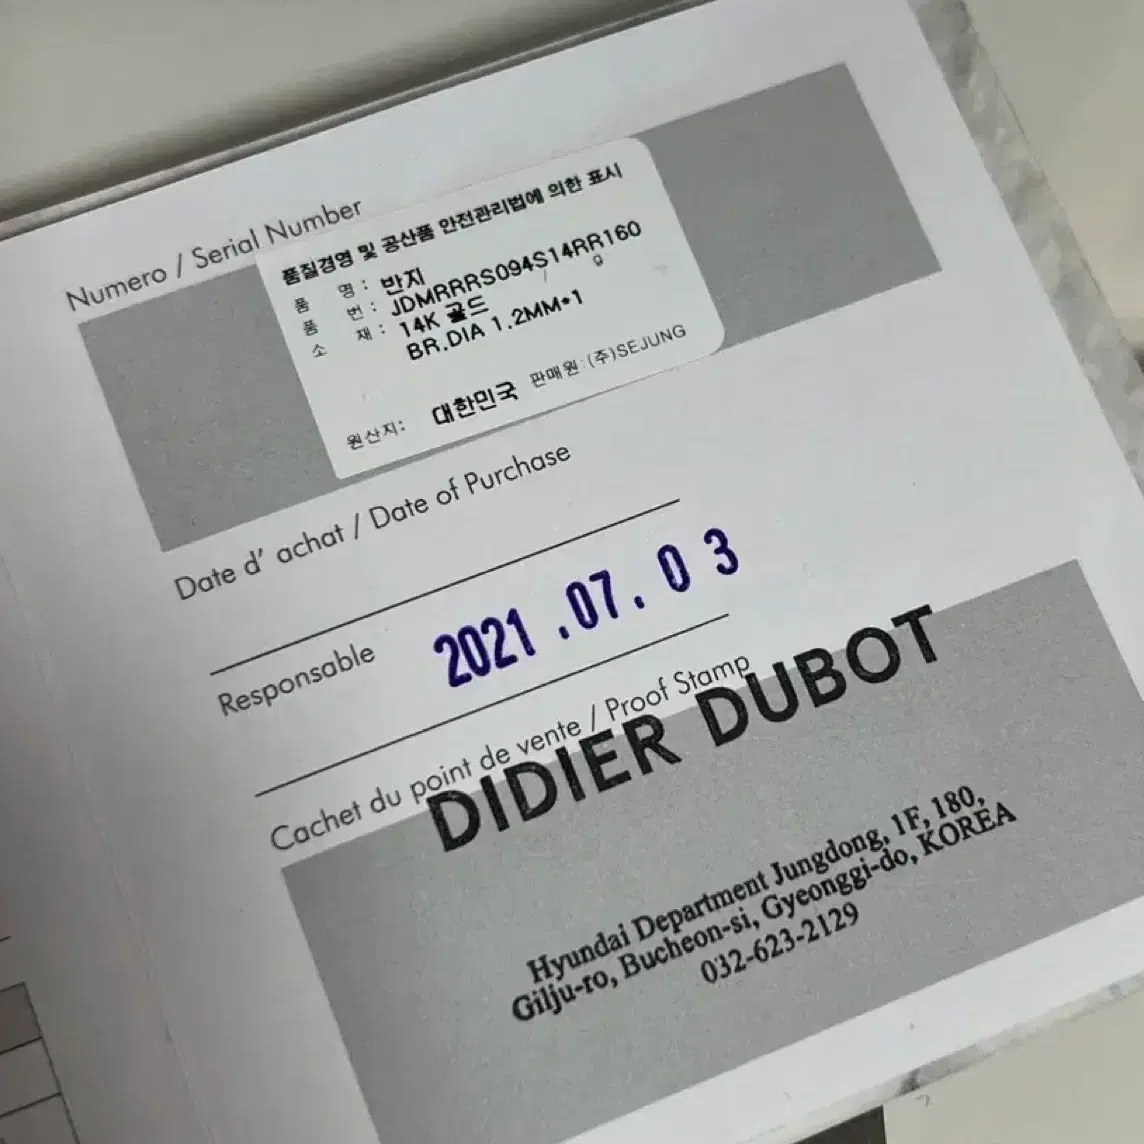 Numero / Serial Number
품질경영 및 공산품 안전관리법에 의한 표시
품 명: 반지
품 번: JDMRRRS094S14RR160
소 재: 14K 골드
BR.DIA 1.2MM*1
원산지: 대한민국 판매원:(주)SEJUNG
Date d' achat / Date of Purchase
2021 .07. 0 3
Responsable
Cachet du point de vente / Proof Stamp
DIDIER DUBOT
Hyundai Department Jungdong, 1F, 180,
Gilju-ro, Bucheon-si, Gyeonggi-do, KOREA
032-623-2129